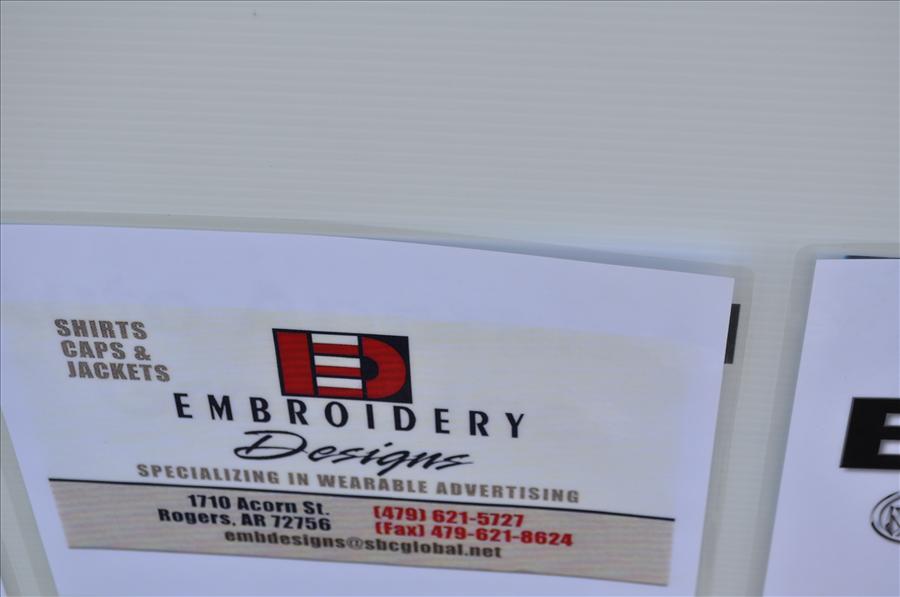 SHIRTS
CAPS &
JACKETS
ED
EMBROIDERY
Designs
SPECIALIZING IN WEARABLE ADVERTISING
1710 Acorn St.
Rogers, AR 72756
(479) 621-5727
(Fax) 479-621-8624
embdesigns@sbcglobal.net
E